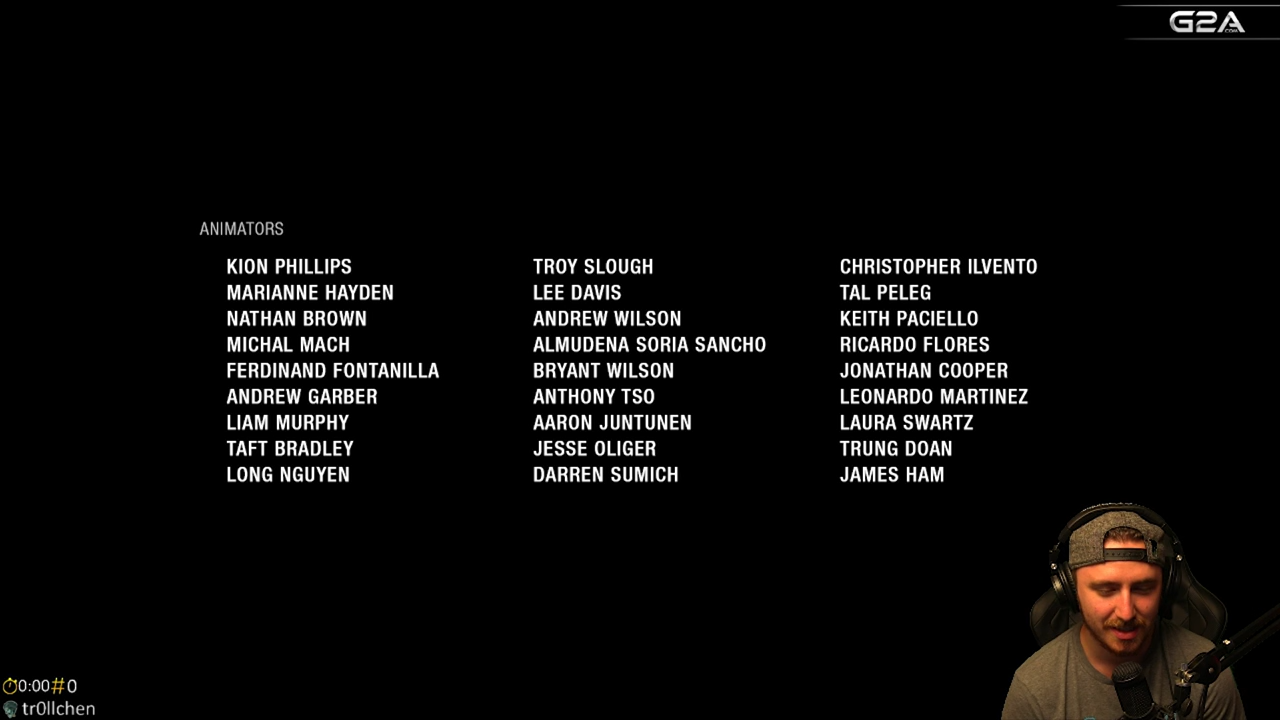 G2A
.COM
ANIMATORS
KION PHILLIPS
MARIANNE HAYDEN
NATHAN BROWN
MICHAL MACH
FERDINAND FONTANILLA
ANDREW GARBER
LIAM MURPHY
TAFT BRADLEY
LONG NGUYEN
TROY SLOUGH
LEE DAVIS
ANDREW WILSON
ALMUDENA SORIA SANCHO
BRYANT WILSON
ANTHONY TSO
AARON JUNTUNEN
JESSE OLIGER
DARREN SUMICH
CHRISTOPHER ILVENTO
TAL PELEG
KEITH PACIELLO
RICARDO FLORES
JONATHAN COOPER
LEONARDO MARTINEZ
LAURA SWARTZ
TRUNG DOAN
JAMES HAM
0:00#0
tr0llchen